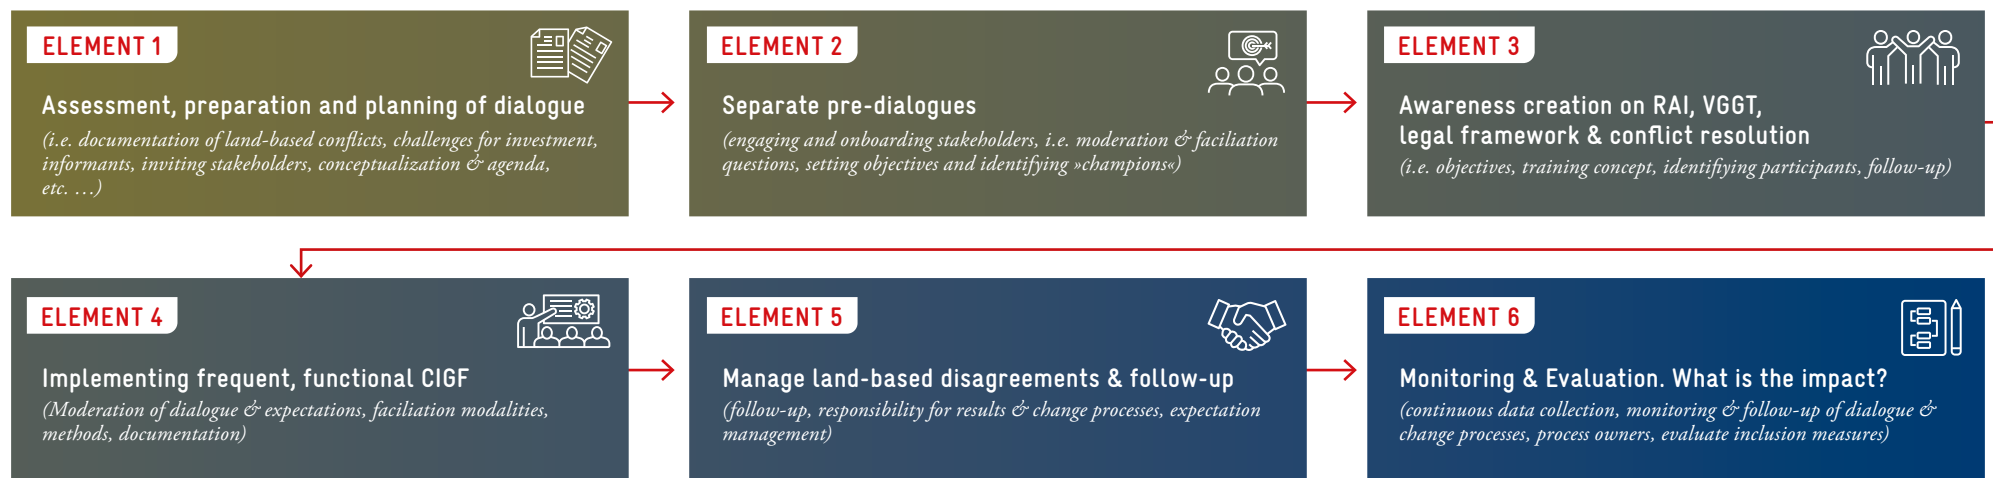 ELEMENT 1
Assessment, preparation and planning of dialogue
(i.e. documentation of land-based conflicts, challenges for investment,
informants, inviting stakeholders, conceptualization & agenda,
etc. …)
ELEMENT 2
Separate pre-dialogues
(engaging and onboarding stakeholders, i.e. moderation & faciliation
questions, setting objectives and identifying »champions«)
ELEMENT 3
Awareness creation on RAI, VGGT,
legal framework & conflict resolution
(i.e. objectives, training concept, identifiying participants, follow-up)
ELEMENT 4
Implementing frequent, functional CIGF
(Moderation of dialogue & expectations, faciliation modalities,
methods, documentation)
ELEMENT 5
Manage land-based disagreements & follow-up
(follow-up, responsibility for results & change processes, expectation
management)
ELEMENT 6
Monitoring & Evaluation. What is the impact?
(continuous data collection, monitoring & follow-up of dialogue &
change processes, process owners, evaluate inclusion measures)